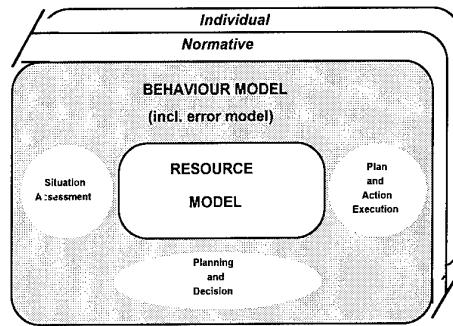 Individual
Normative
BEHAVIOUR MODEL
(incl. error model)
Situation
Assessment
RESOURCE
MODEL
Plan
and
Action
Execution
Planning
and
Decision